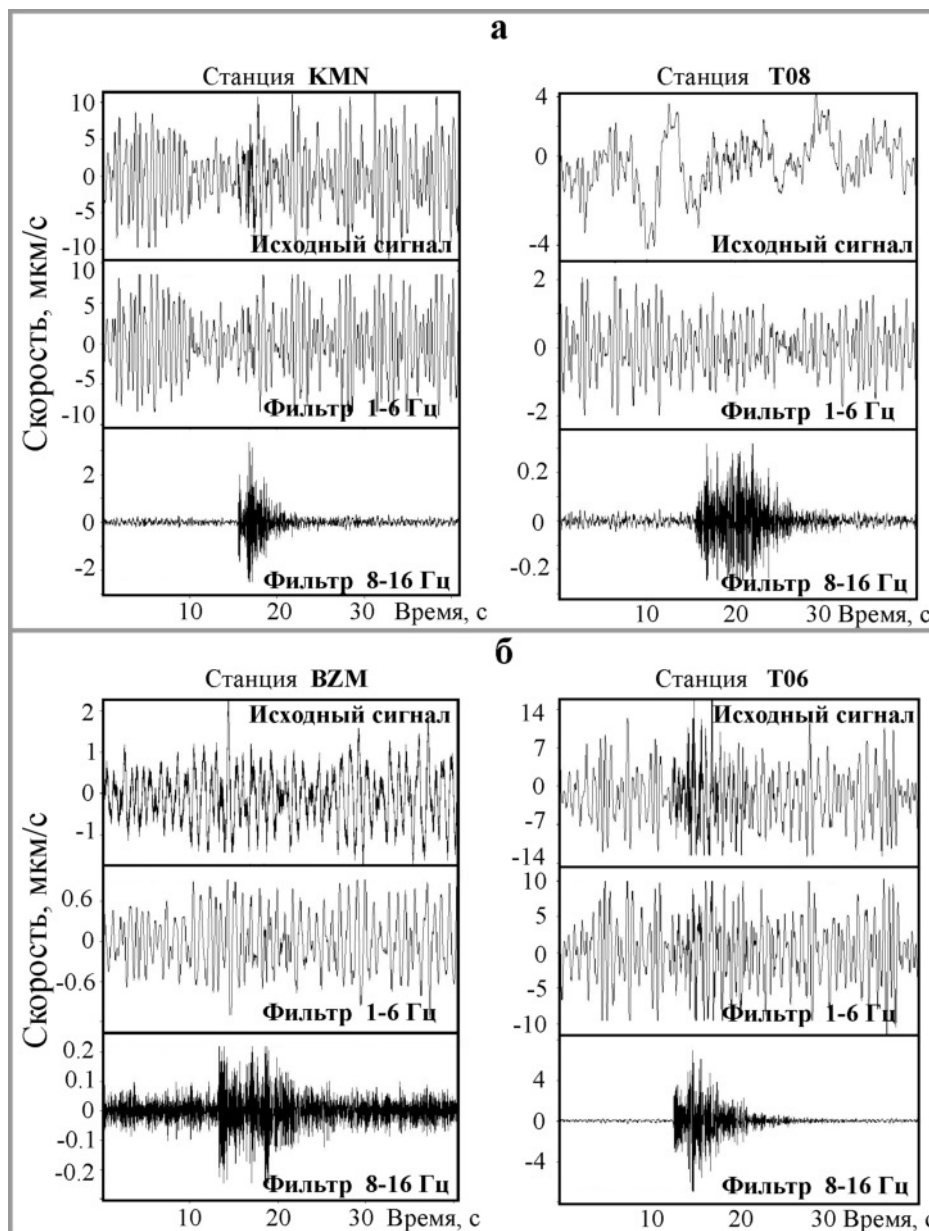 а
Станция KMN
Скорость, мкм/с
10
5
0
-5
-10
Исходный сигнал
10
5
0
-5
-10
Фильтр 1-6 Гц
2
0
-2
Фильтр 8-16 Гц
10 20 30 Время, с
Станция T08
4
0
-4
Исходный сигнал
2
0
-2
Фильтр 1-6 Гц
0.2
0
-0.2
Фильтр 8-16 Гц
10 20 30 Время, с
б
Станция BZM
Скорость, мкм/с
Исходный сигнал
2
1
0
-1
0.6
0
-0.6
Фильтр 1-6 Гц
0.2
0.1
0
-0.1
-0.2
Фильтр 8-16 Гц
10 20 30 Время, с
Станция T06
Исходный сигнал
14
7
0
-7
-14
10
5
0
-5
-10
Фильтр 1-6 Гц
4
0
-4
Фильтр 8-16 Гц
10 20 30 Время, с